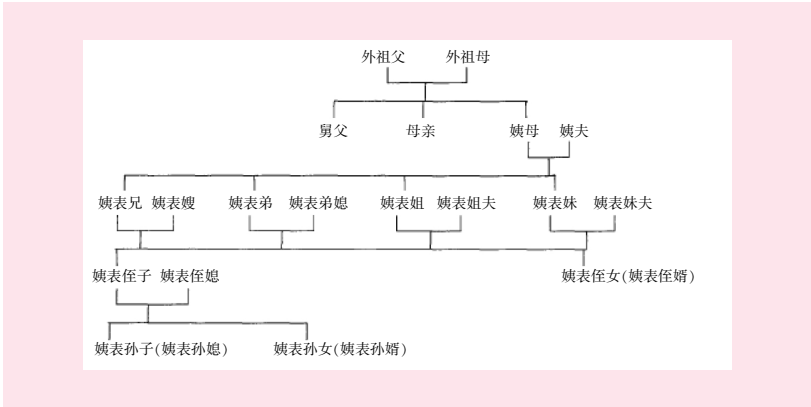 外祖父 外祖母
舅父 母亲 姨母 姨夫
姨表兄 姨表嫂 姨表弟 姨表弟媳 姨表姐 姨表姐夫 姨表妹 姨表妹夫
姨表侄子 姨表侄媳 姨表侄女(姨表侄婿)
姨表孙子(姨表孙媳) 姨表孙女(姨表孙婿)